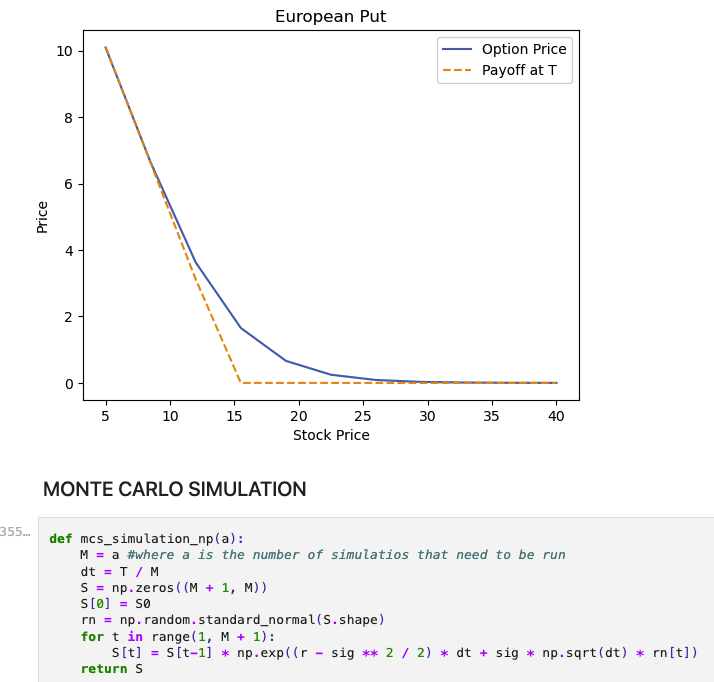 European Put
Option Price
Payoff at T
10
8
6
4
2
0
Price
5 10 15 20 25 30 35 40
Stock Price
MONTE CARLO SIMULATION
355…
def mcs_simulation_np(a):
    M = a #where a is the number of simulatios that need to be run
    dt = T / M
    S = np.zeros((M + 1, M))
    S[0] = S0
    rn = np.random.standard_normal(S.shape)
    for t in range(1, M + 1):
        S[t] = S[t-1] * np.exp((r - sig ** 2 / 2) * dt + sig * np.sqrt(dt) * rn[t])
    return S